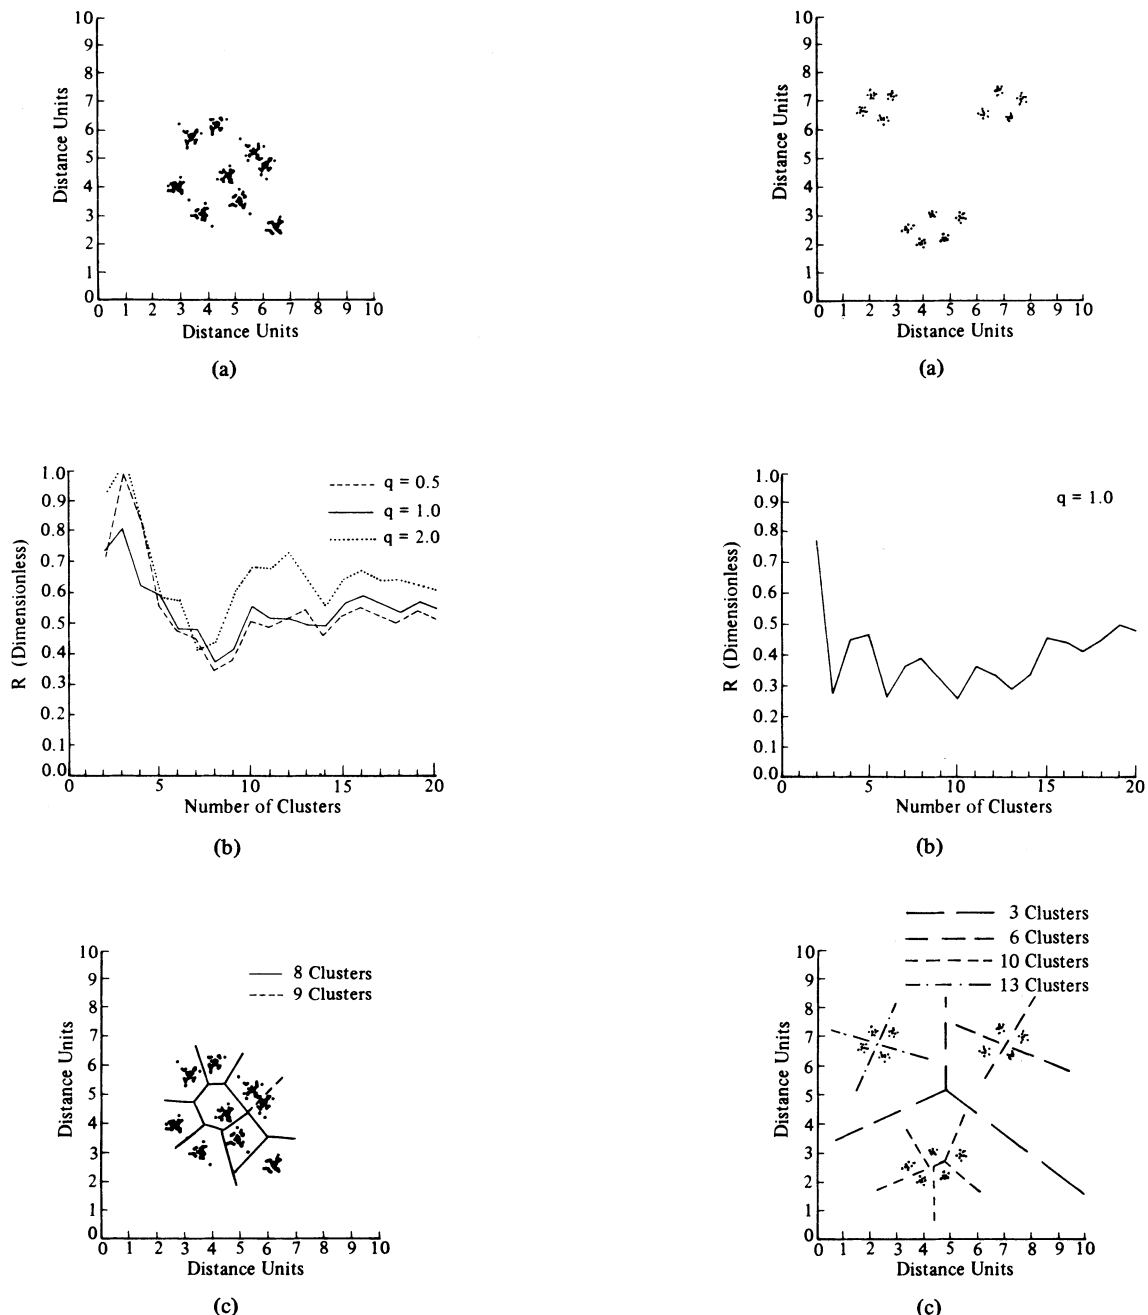 10
9
8
7
6
5
4
3
2
1
0
Distance Units
0 1 2 3 4 5 6 7 8 9 10
Distance Units
(a)
10
9
8
7
6
5
4
3
2
1
0
Distance Units
0 1 2 3 4 5 6 7 8 9 10
Distance Units
(a)
1.0
0.9
0.8
0.7
0.6
0.5
0.4
0.3
0.2
0.1
0.0
R (Dimensionless)
q = 0.5
q = 1.0
q = 2.0
0 5 10 15 20
Number of Clusters
(b)
1.0
0.9
0.8
0.7
0.6
0.5
0.4
0.3
0.2
0.1
0.0
R (Dimensionless)
q = 1.0
0 5 10 15 20
Number of Clusters
(b)
10
9
8
7
6
5
4
3
2
1
0
Distance Units
8 Clusters
9 Clusters
0 1 2 3 4 5 6 7 8 9 10
Distance Units
(c)
3 Clusters
6 Clusters
10 Clusters
13 Clusters
10
9
8
7
6
5
4
3
2
1
0
Distance Units
0 1 2 3 4 5 6 7 8 9 10
Distance Units
(c)